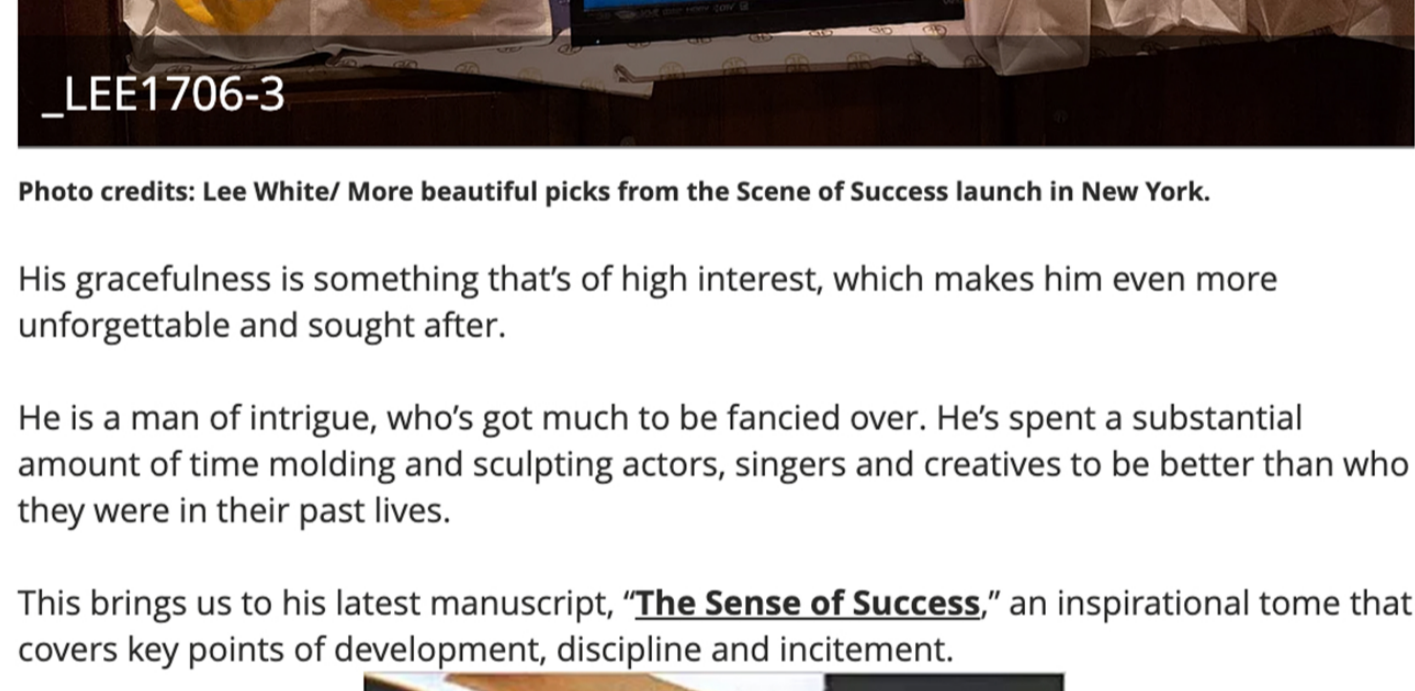 _LEE1706-3
Photo credits: Lee White/ More beautiful picks from the Scene of Success launch in New York.
His gracefulness is something that’s of high interest, which makes him even more
unforgettable and sought after.
He is a man of intrigue, who’s got much to be fancied over. He’s spent a substantial
amount of time molding and sculpting actors, singers and creatives to be better than who
they were in their past lives.
This brings us to his latest manuscript, “The Sense of Success,” an inspirational tome that
covers key points of development, discipline and incitement.